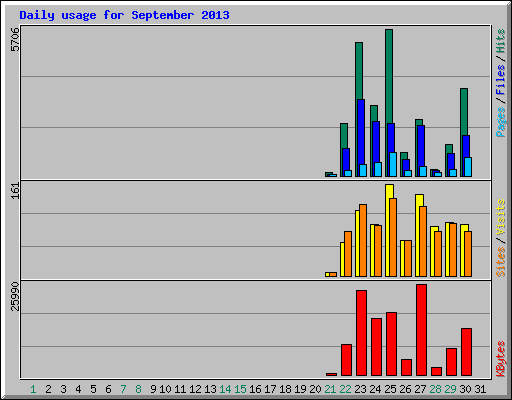 Daily usage for September 2013
5706
161
25990
Pages/Files/Hits
Sites/Visits
KBytes
1 2 3 4 5 6 7 8 9 10 11 12 13 14 15 16 17 18 19 20 21 22 23 24 25 26 27 28 29 30 31